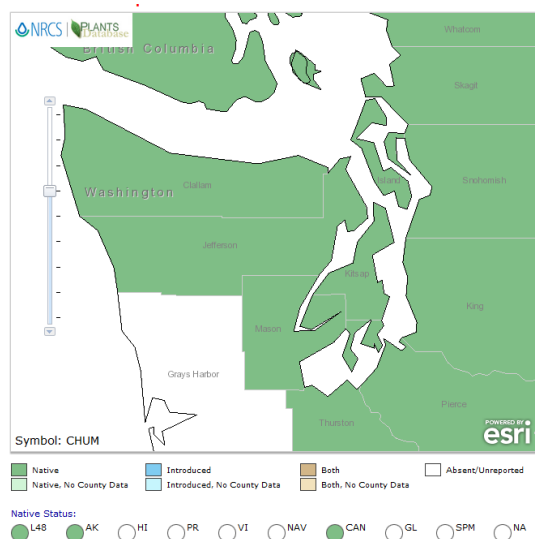 NRCS | PLANTS
Database
British Columbia
Whatcom
Skagit
Island
Snohomish
Washington
Clallam
Jefferson
Kitsap
King
Mason
Grays Harbor
Pierce
Thurston
POWERED BY
esri
Symbol: CHUM
Native
Introduced
Both
Absent/Unreported
Native, No County Data
Introduced, No County Data
Both, No County Data
Native Status:
L48 AK HI PR VI NAV CAN GL SPM NA